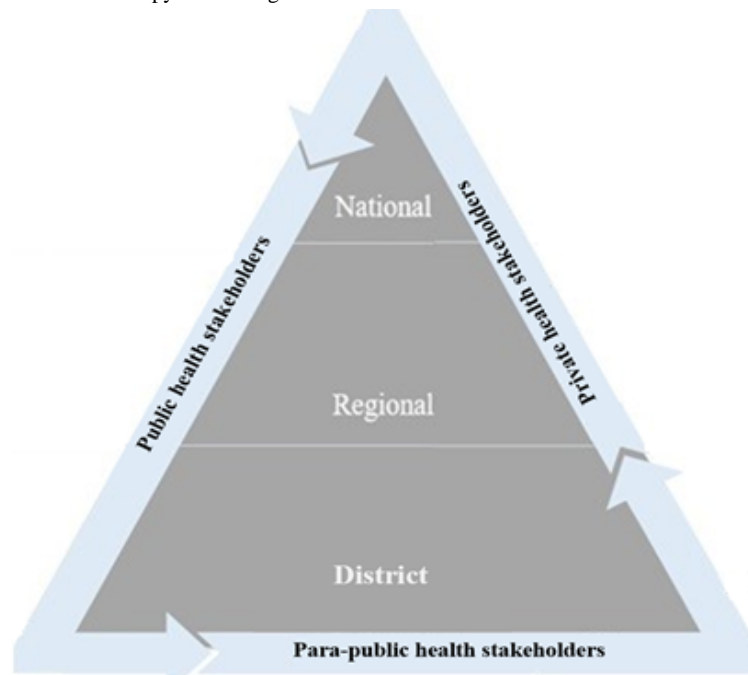 National
Public health stakeholders
Private health stakeholders
Regional
District
Para-public health stakeholders